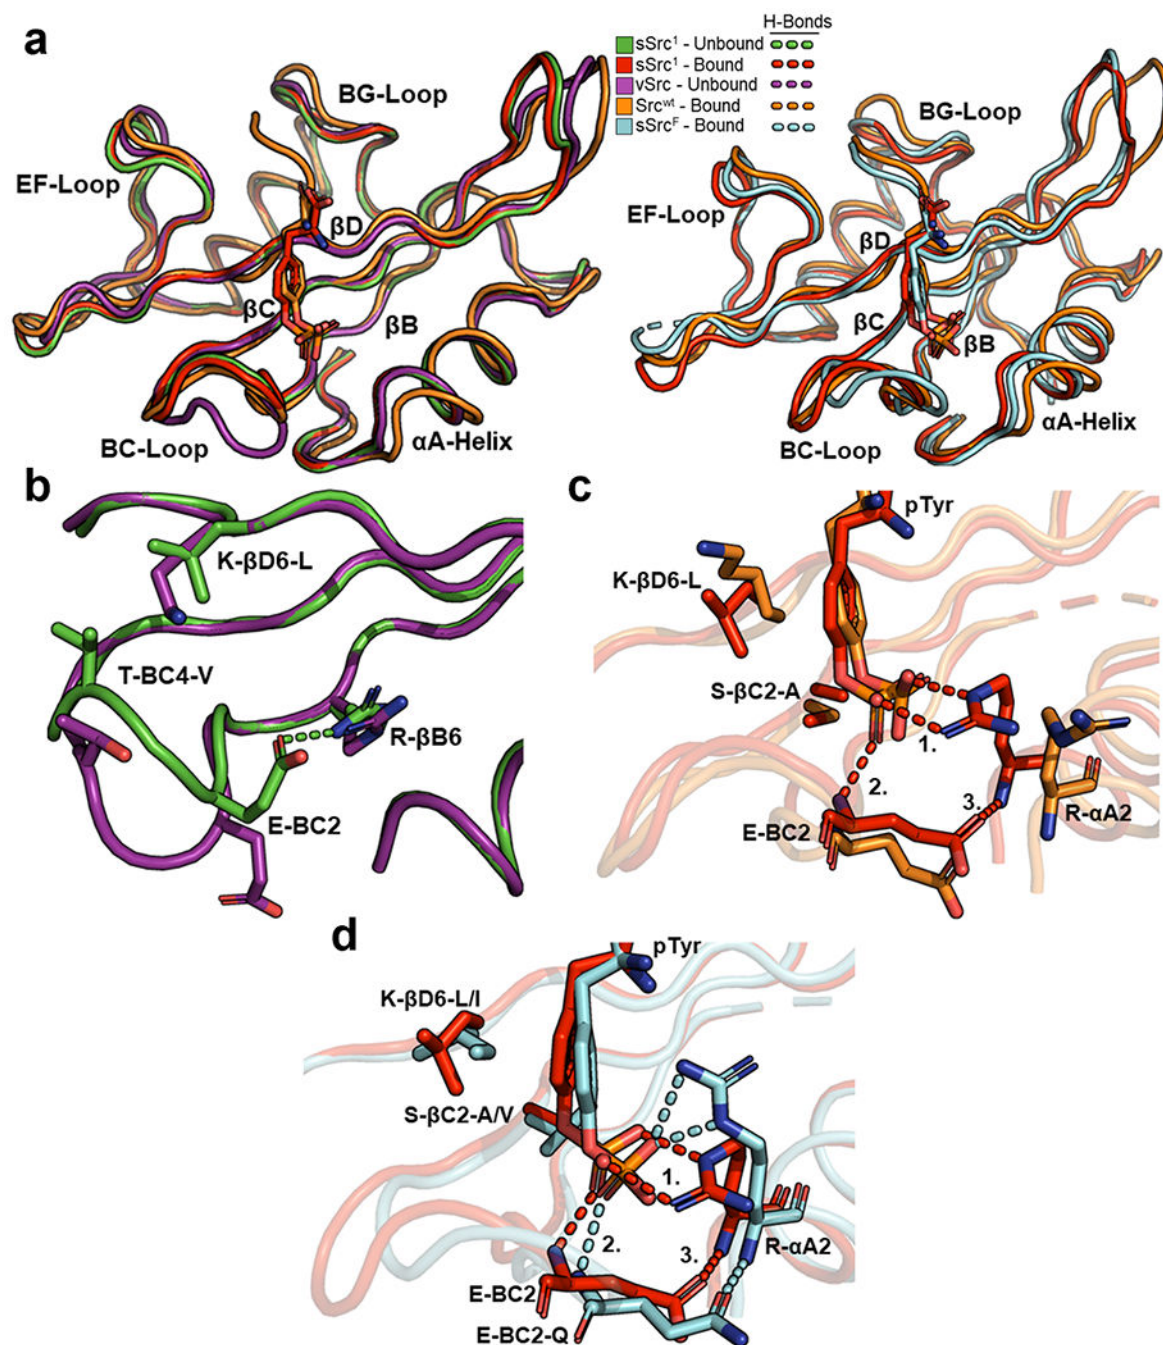 a
H-Bonds
sSrc¹ - Unbound
sSrc¹ - Bound
vSrc - Unbound
Srcʷᵗ - Bound
sSrcᶠ - Bound
BG-Loop
EF-Loop
βD
βC
βB
BC-Loop
αA-Helix
BG-Loop
EF-Loop
βD
βC
βB
BC-Loop
αA-Helix
b
K-βD6-L
T-BC4-V
R-βB6
E-BC2
c
pTyr
K-βD6-L
S-βC2-A
1.
2.
3.
E-BC2
R-αA2
d
pTyr
K-βD6-L/I
S-βC2-A/V
1.
2.
3.
R-αA2
E-BC2
E-BC2-Q